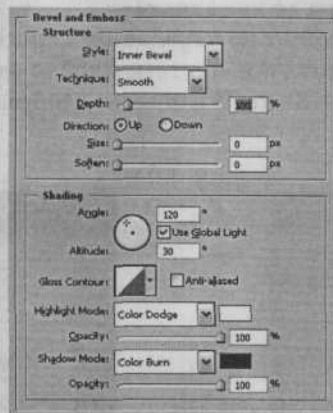 Bevel and Emboss
Structure
Style: Inner Bevel
Technique: Smooth
Depth: 100 %
Direction: Up Down
Size: 0 px
Soften: 0 px
Shading
Angle: 120 °
Use Global Light
Altitude: 30 °
Gloss Contour: Anti-aliased
Highlight Mode: Color Dodge
Opacity: 100 %
Shadow Mode: Color Burn
Opacity: 100 %